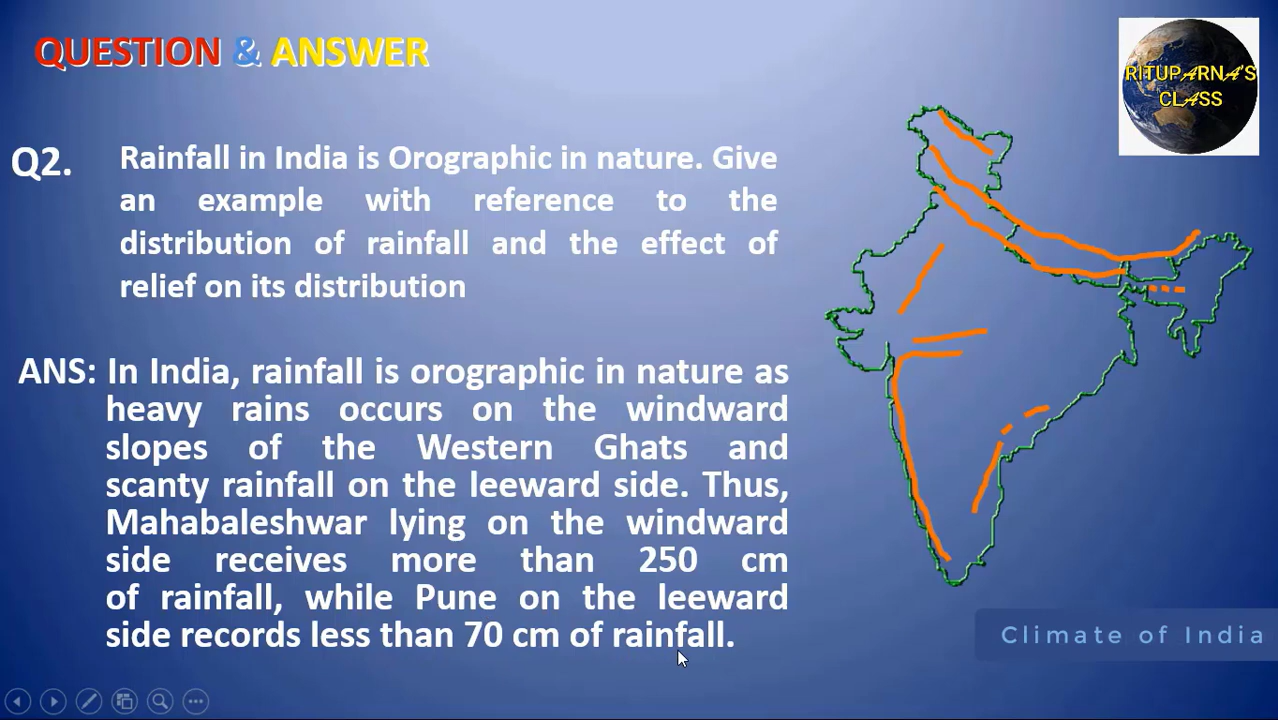 QUESTION & ANSWER
RITUPARNA'S
CLASS
Q2. Rainfall in India is Orographic in nature. Give
an example with reference to the
distribution of rainfall and the effect of
relief on its distribution
ANS: In India, rainfall is orographic in nature as
heavy rains occurs on the windward
slopes of the Western Ghats and
scanty rainfall on the leeward side. Thus,
Mahabaleshwar lying on the windward
side receives more than 250 cm
of rainfall, while Pune on the leeward
side records less than 70 cm of rainfall.
Climate of India